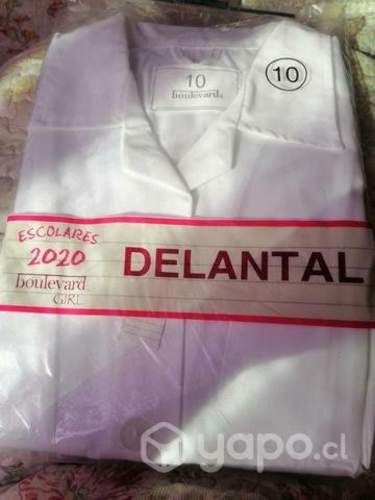 10
boulevard
10
ESCOLARES
2020
boulevard
GIRL
DELANTAL
yapo.cl